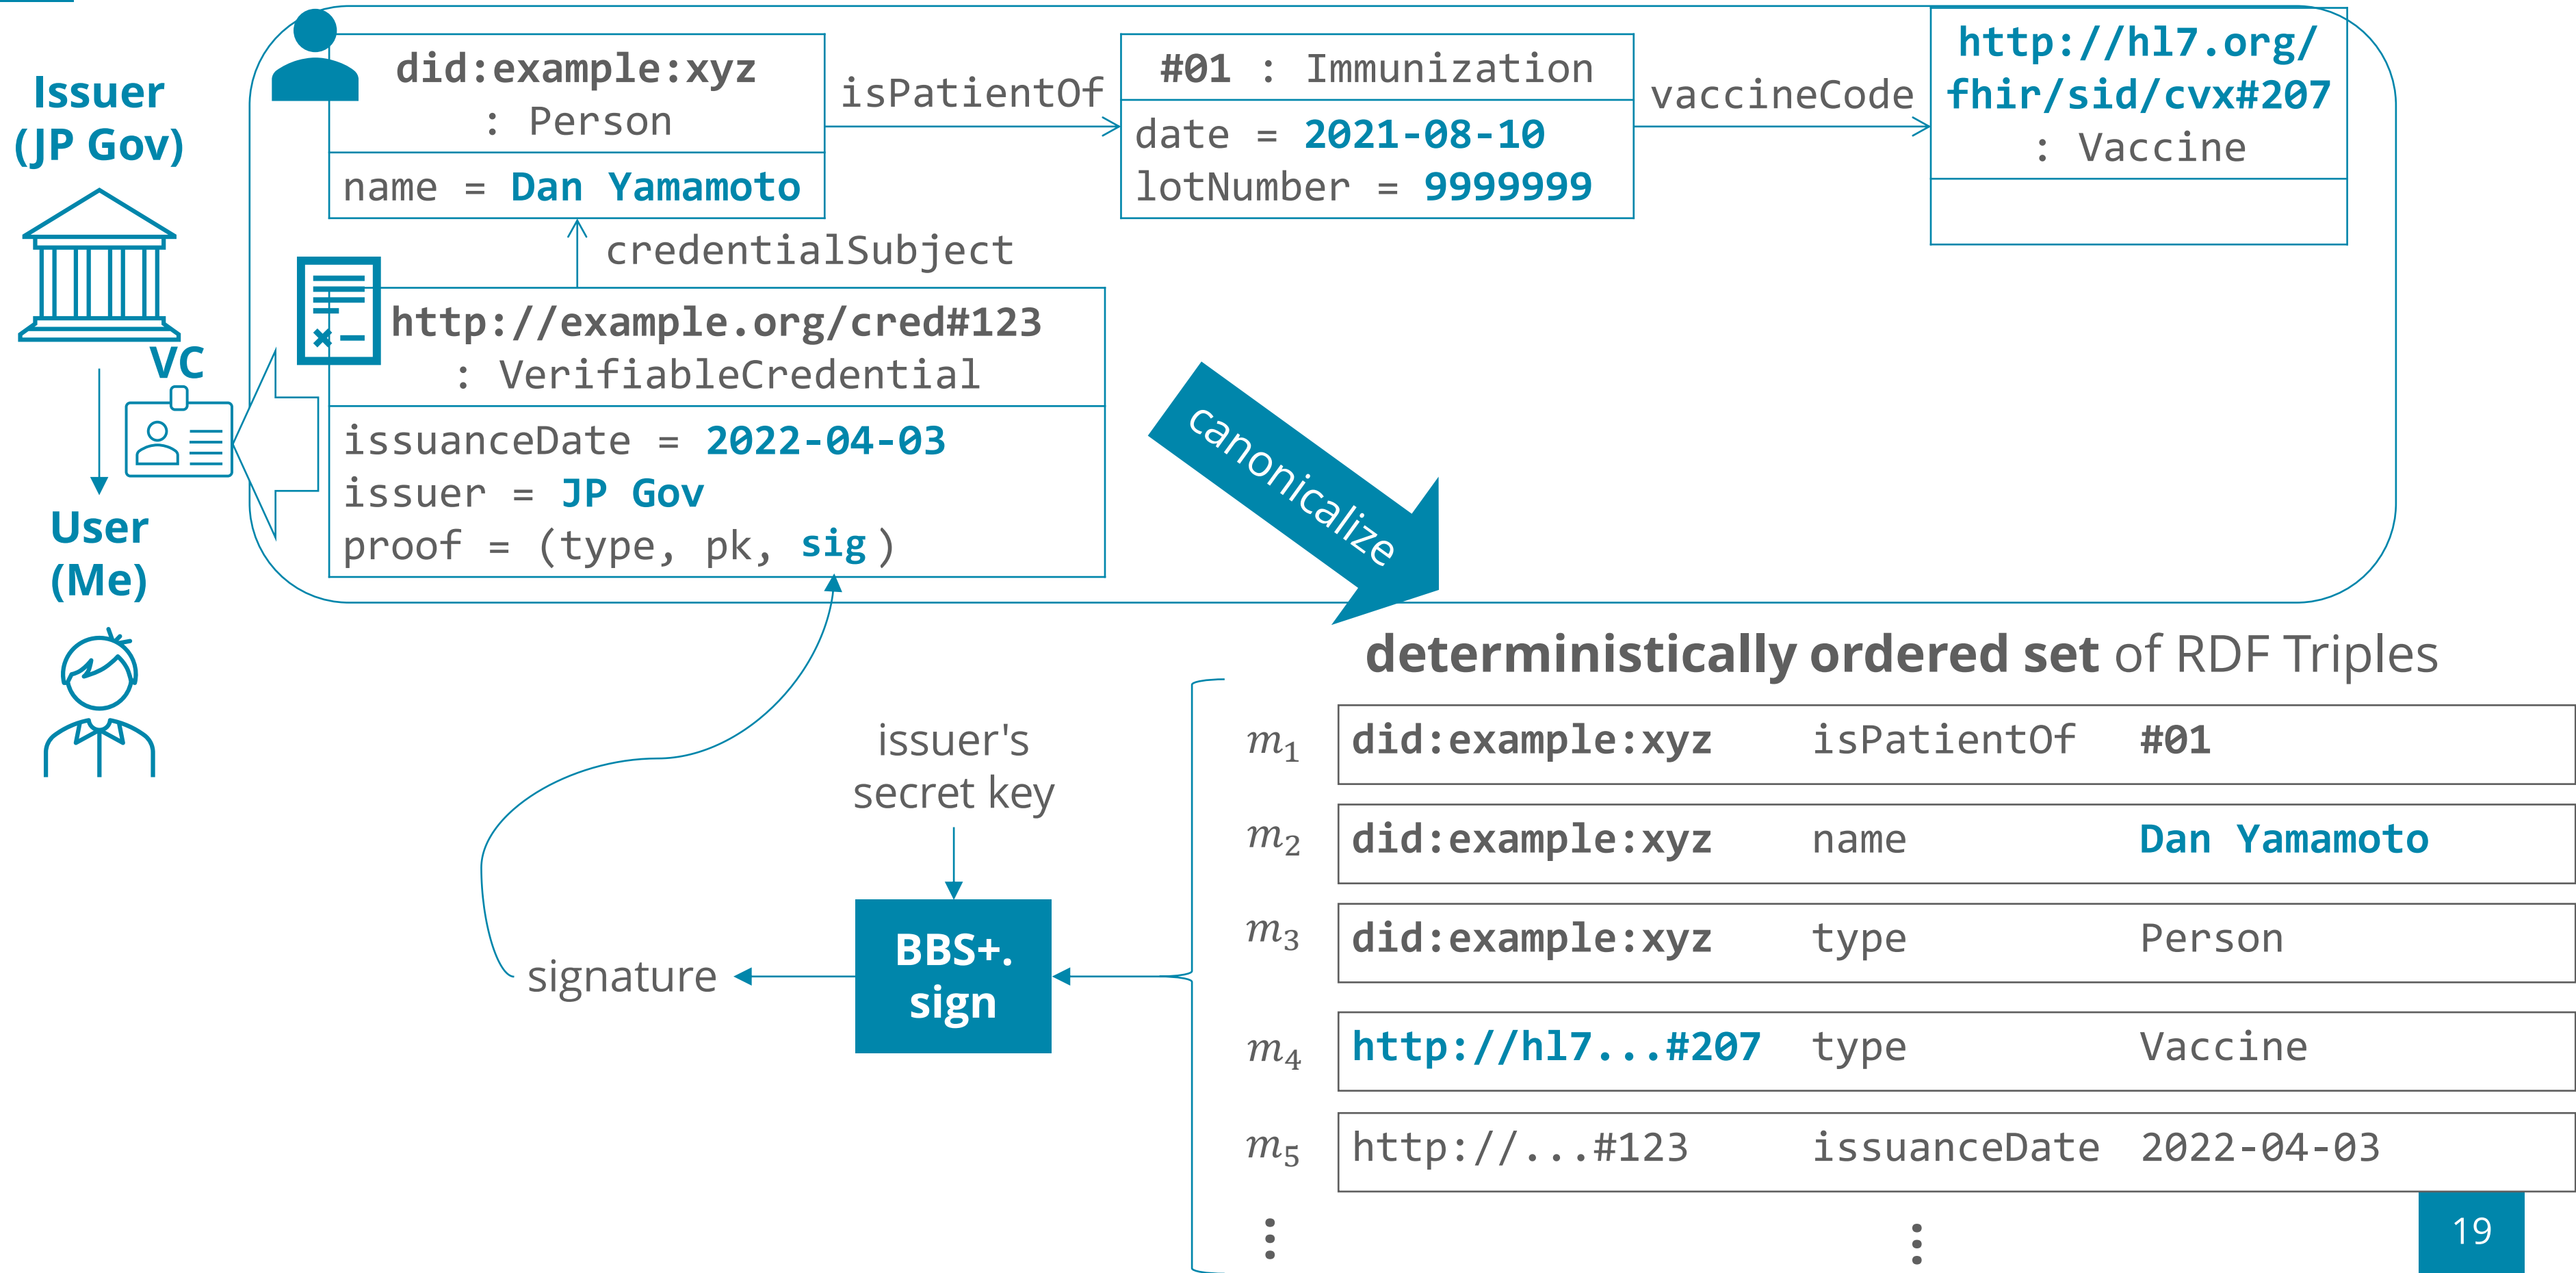 Issuer
(JP Gov)
VC
User
(Me)
did:example:xyz
: Person
name = Dan Yamamoto
isPatientOf
#01 : Immunization
date = 2021-08-10
lotNumber = 9999999
vaccineCode
http://hl7.org/
fhir/sid/cvx#207
: Vaccine
credentialSubject
http://example.org/cred#123
: VerifiableCredential
issuanceDate = 2022-04-03
issuer = JP Gov
proof = (type, pk, sig)
canonicalize
deterministically ordered set of RDF Triples
issuer's
secret key
BBS+.
sign
signature
m₁ did:example:xyz isPatientOf #01
m₂ did:example:xyz name Dan Yamamoto
m₃ did:example:xyz type Person
m₄ http://hl7...#207 type Vaccine
m₅ http://...#123 issuanceDate 2022-04-03
⋮ ⋮
19